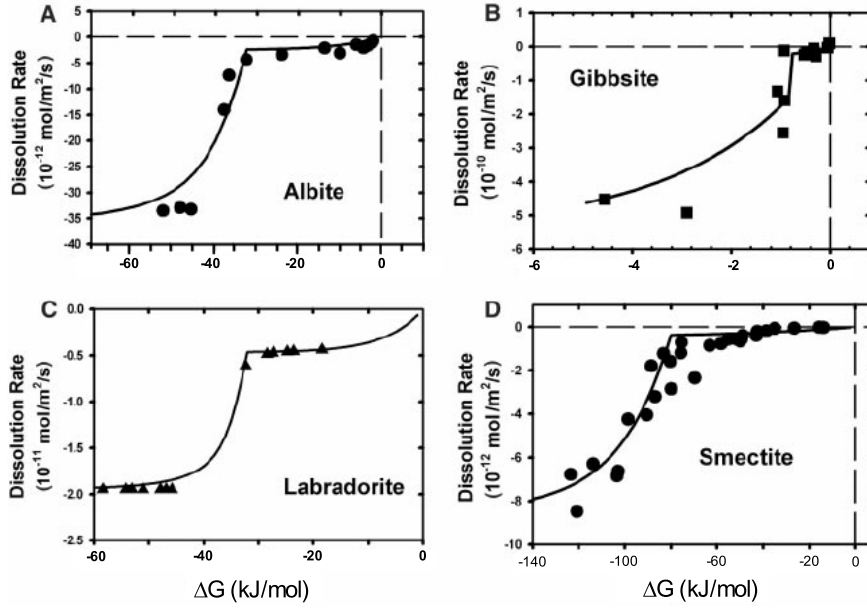 A
Dissolution Rate
(10⁻¹² mol/m²/s)
5
0
-5
-10
-15
-20
-25
-30
-35
-40
-60
-40
-20
0
Albite
B
Dissolution Rate
(10⁻¹⁰ mol/m²/s)
1
0
-1
-2
-3
-4
-5
-6
-6
-4
-2
0
Gibbsite
C
Dissolution Rate
(10⁻¹¹ mol/m²/s)
0.0
-0.5
-1.0
-1.5
-2.0
-2.5
-60
-40
-20
0
Labradorite
ΔG (kJ/mol)
D
Dissolution Rate
(10⁻¹² mol/m²/s)
0
-2
-4
-6
-8
-10
-140
-100
-80
-60
-40
-20
0
Smectite
ΔG (kJ/mol)